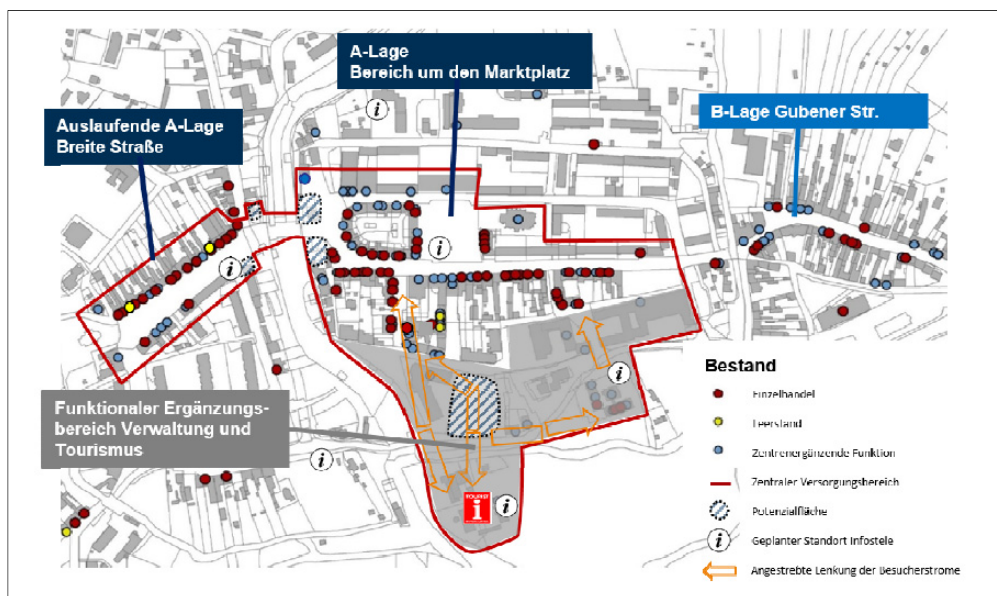 A-Lage
Bereich um den Marktplatz
Auslaufende A-Lage
Breite Straße
B-Lage Gubener Str.
Funktionaler Ergänzungs-
bereich Verwaltung und
Tourismus
i
i
i
i
i
i
TOURIST
i
Bestand
Einzelhandel
Leerstand
Zentrenergänzende Funktion
Zentraler Versorgungsbereich
Potenzialfläche
i
Geplanter Standort Infostele
Angestrebte Lenkung der Besucherströme